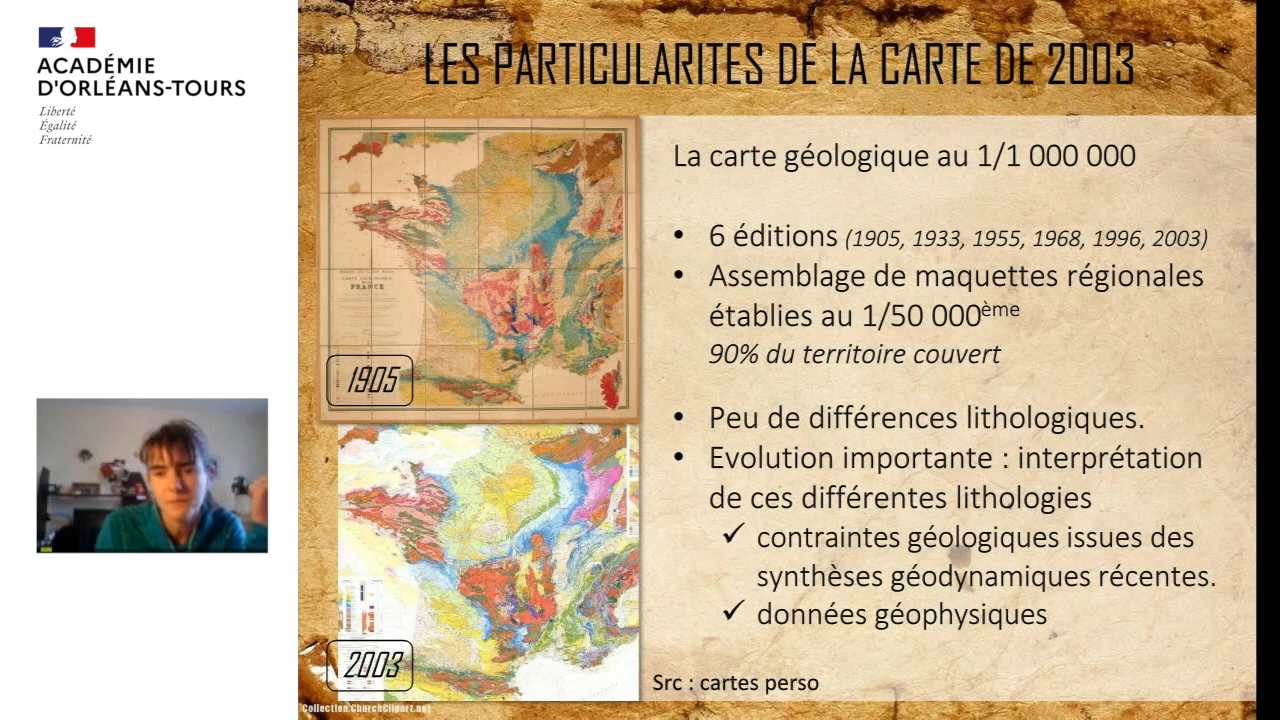 ACADÉMIE
D'ORLÉANS-TOURS
Liberté
Égalité
Fraternité
LES PARTICULARITES DE LA CARTE DE 2003
FRANCE
1905
2003
La carte géologique au 1/1 000 000
• 6 éditions (1905, 1933, 1955, 1968, 1996, 2003)
• Assemblage de maquettes régionales
établies au 1/50 000ème
90% du territoire couvert
• Peu de différences lithologiques.
• Evolution importante : interprétation
de ces différentes lithologies
✓ contraintes géologiques issues des
synthèses géodynamiques récentes.
✓ données géophysiques
Src : cartes perso
Collection ChurchClipart.net